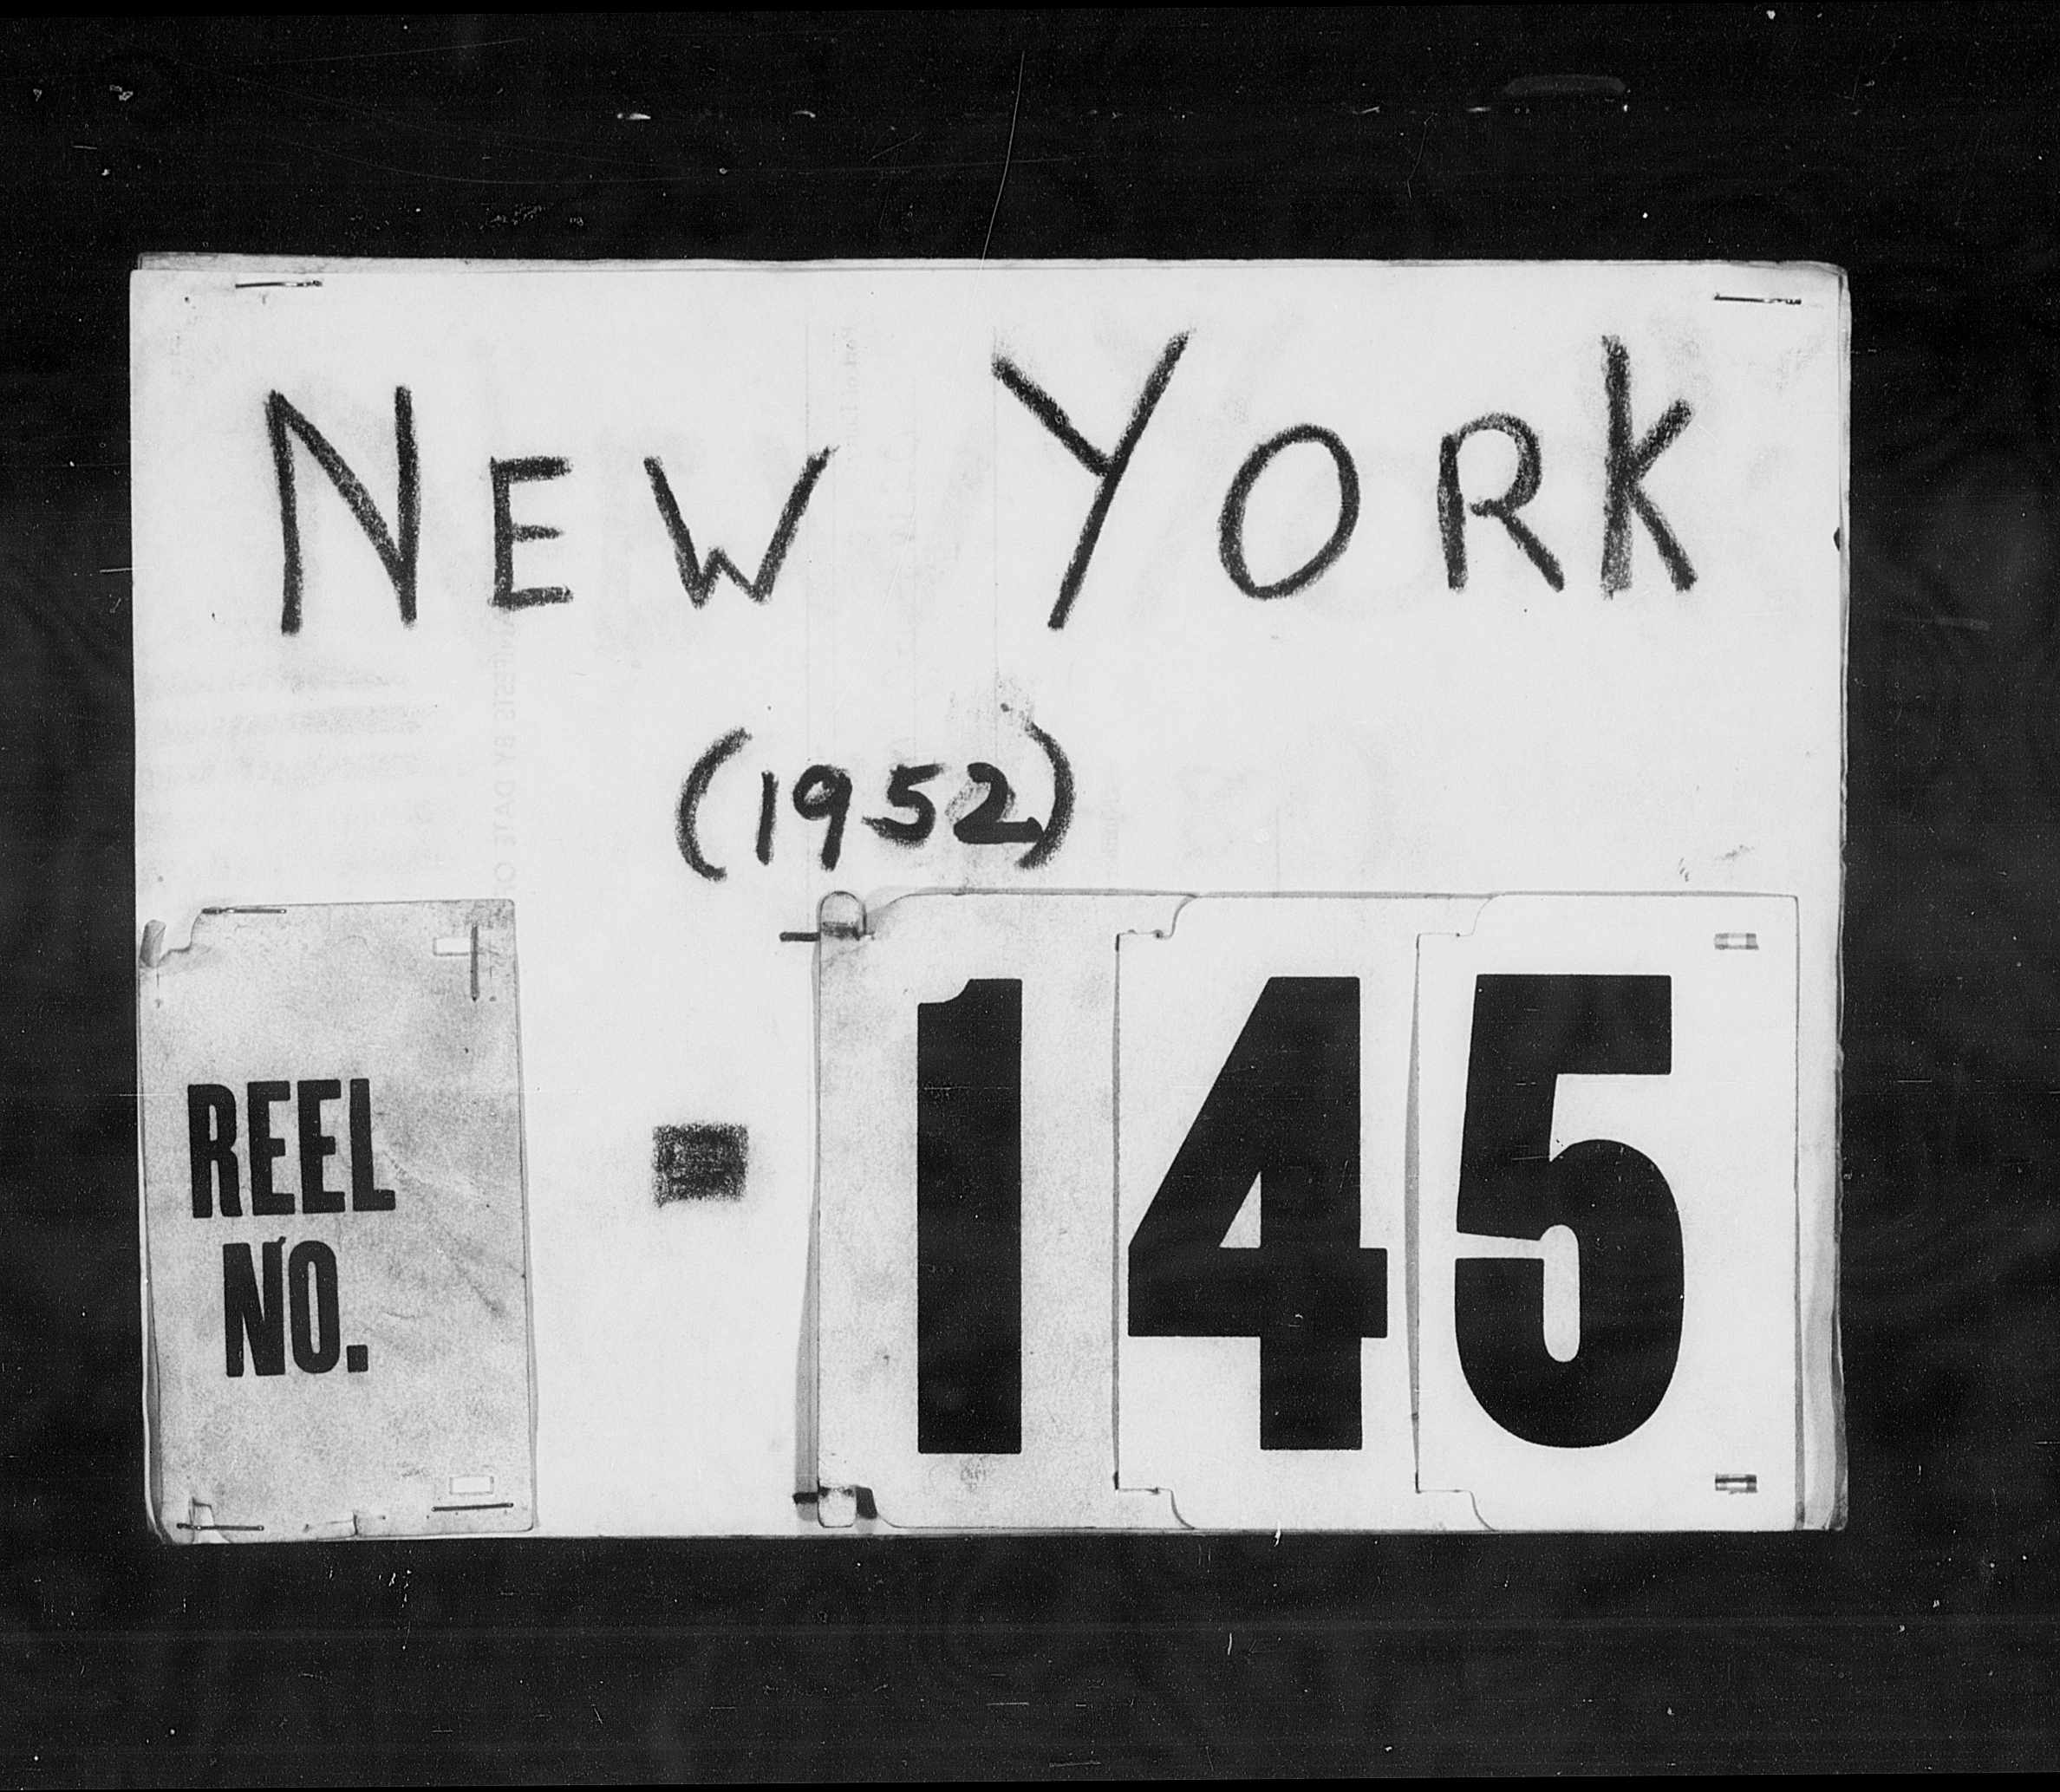 NEW YORK
(1952)
REEL
NO. - 145